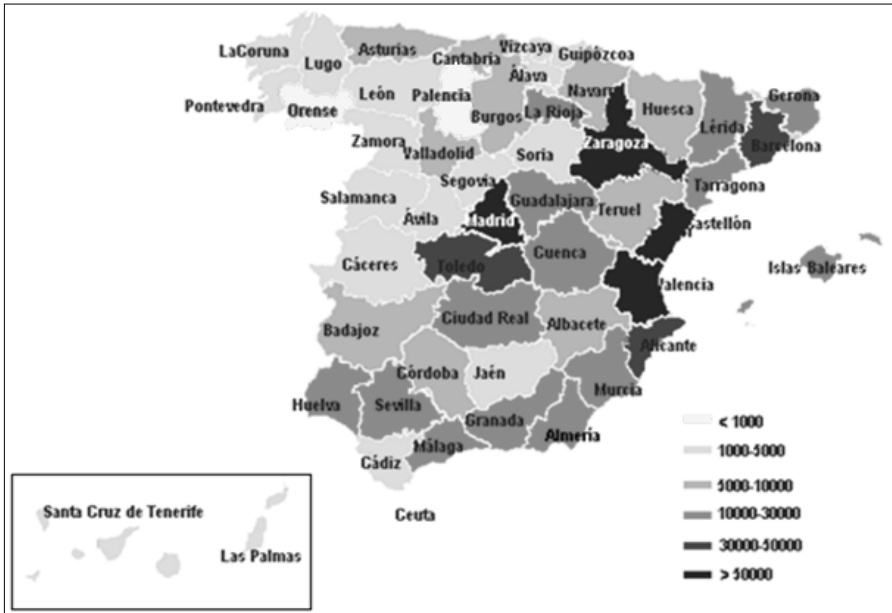 LaCoruna
Lugo
Asturias
Cantabria
Vizcaya
Guipózcoa
Álava
Navarra
Pontevedra
Orense
León
Palencia
Burgos
La Rioja
Huesca
Lérida
Gerona
Barcelona
Zamora
Valladolid
Soria
Zaragoza
Tarragona
Segovia
Salamanca
Ávila
Madrid
Guadalajara
Teruel
Castellón
Cáceres
Toledo
Cuenca
Valencia
Islas Baleares
Badajoz
Ciudad Real
Albacete
Alicante
Córdoba
Jaén
Murcia
Huelva
Sevilla
Granada
Almería
Málaga
Cádiz
Ceuta
Santa Cruz de Tenerife
Las Palmas
< 1000
1000-5000
5000-10000
10000-30000
30000-50000
> 50000